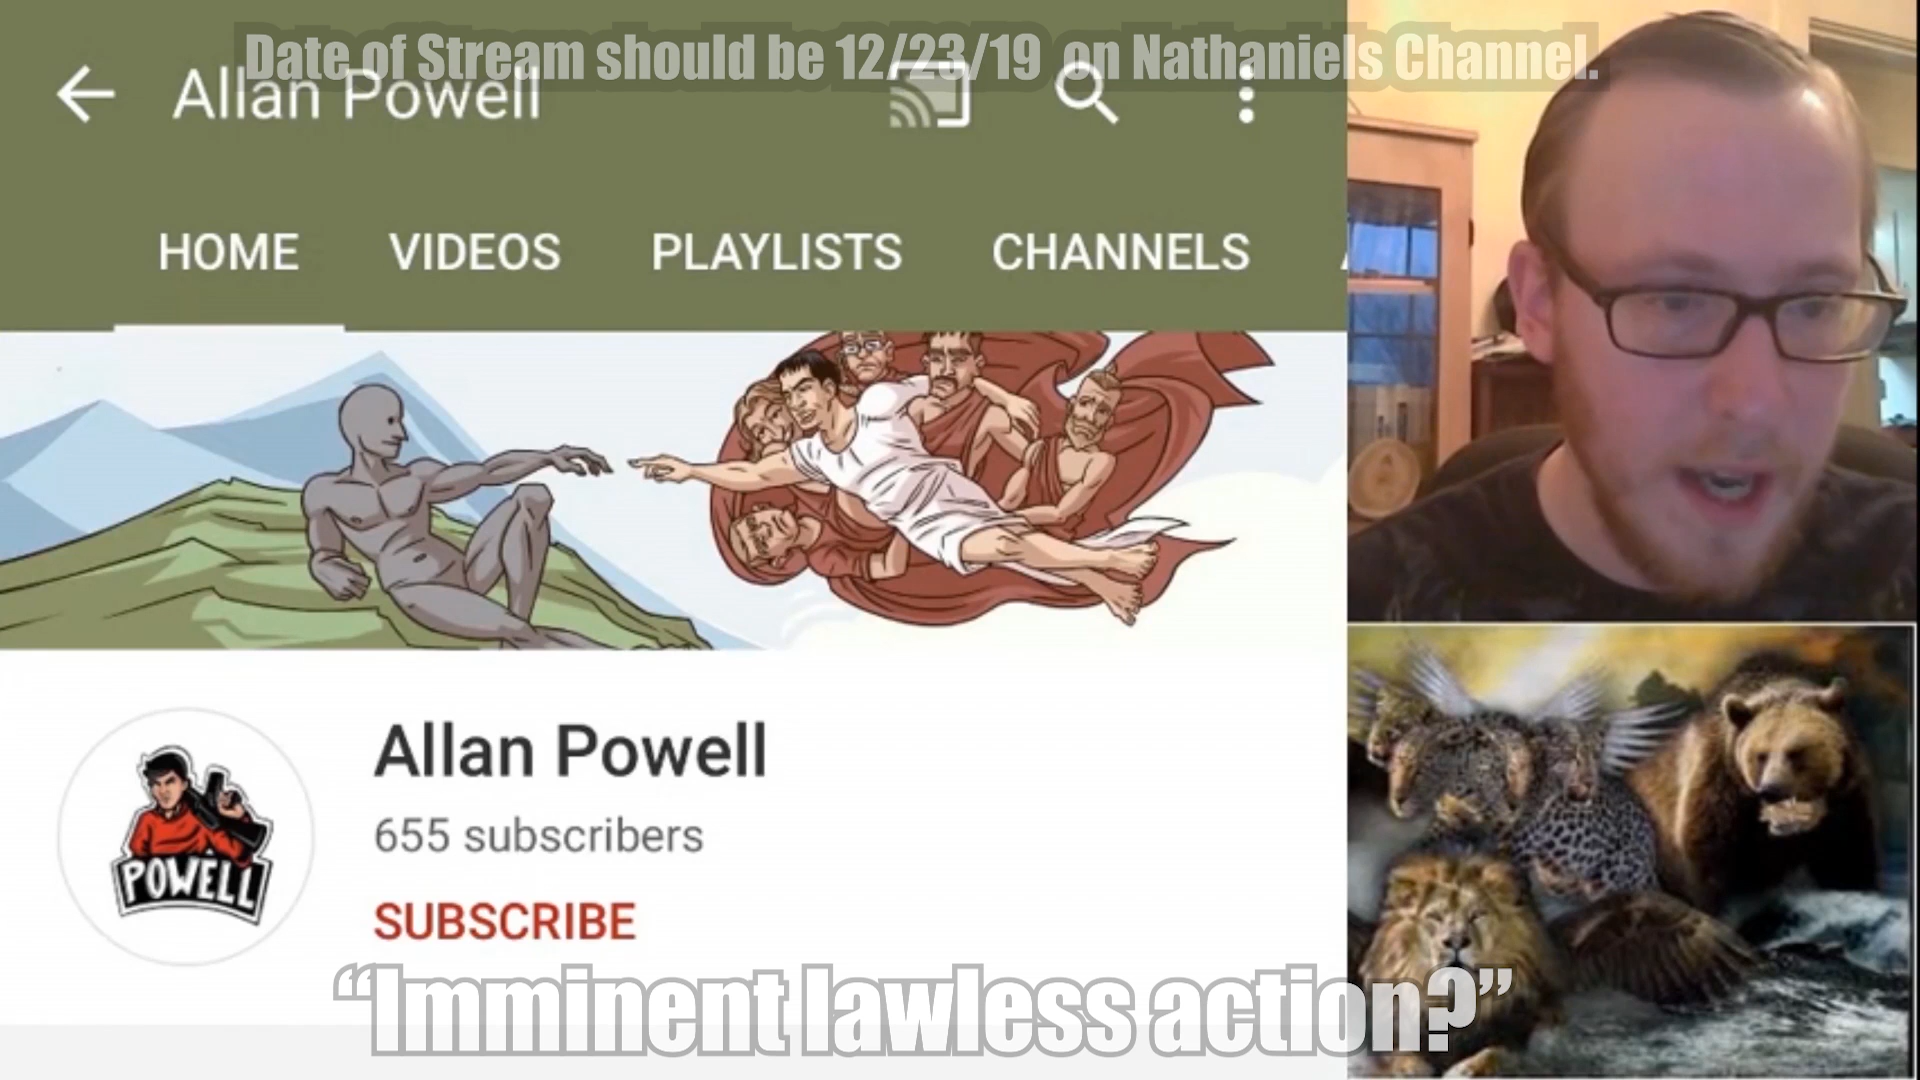 Date of Stream should be 12/23/19 on Nathaniels Channel.
Allan Powell
HOME VIDEOS PLAYLISTS CHANNELS
Allan Powell
655 subscribers
POWELL
SUBSCRIBE
“Imminent lawless action?”